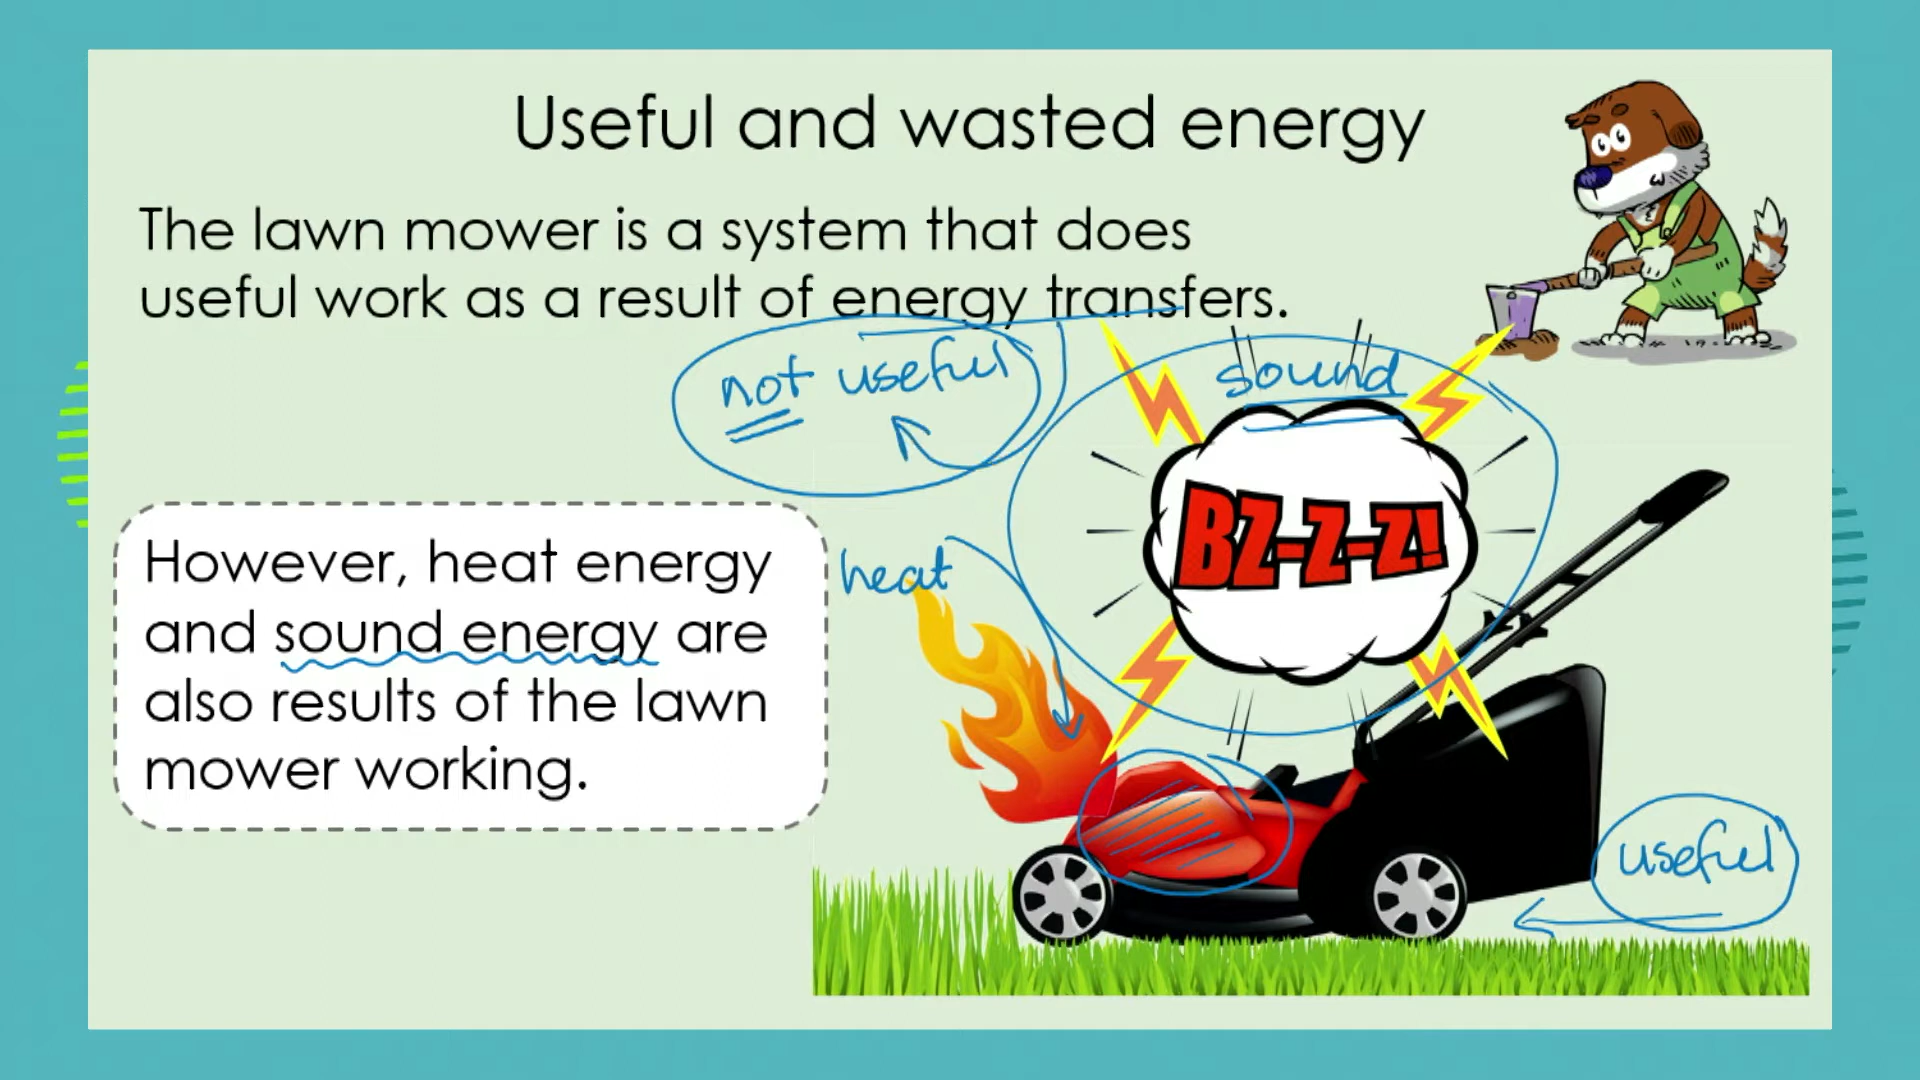 Useful and wasted energy
The lawn mower is a system that does
useful work as a result of energy transfers.
not useful
sound
BZ-Z-Z!
However, heat energy
and sound energy are
also results of the lawn
mower working.
heat
useful